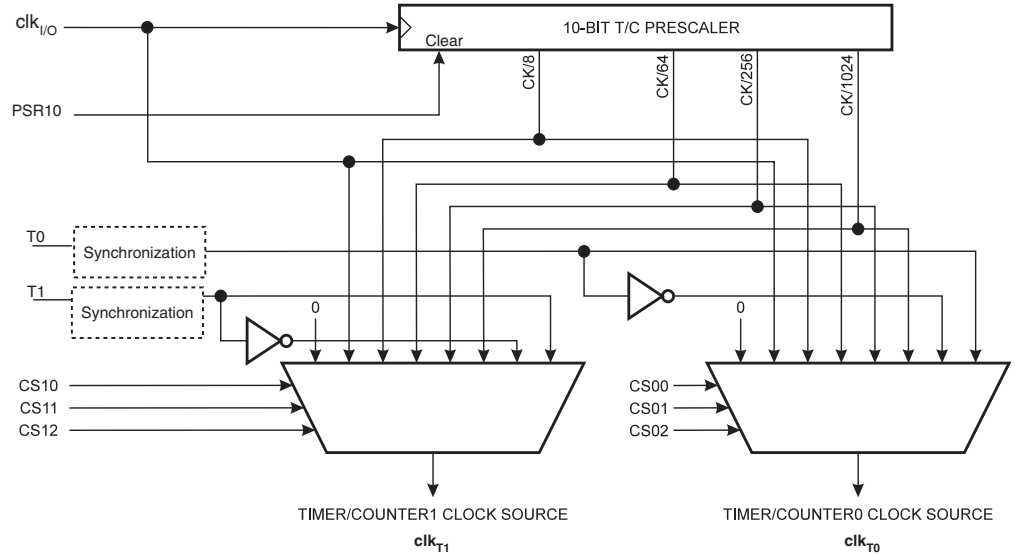 clkI/O
10-BIT T/C PRESCALER
Clear
CK/8
CK/64
CK/256
CK/1024
PSR10
T0
Synchronization
T1
Synchronization
0
0
CS10
CS11
CS12
CS00
CS01
CS02
TIMER/COUNTER1 CLOCK SOURCE
clkT1
TIMER/COUNTER0 CLOCK SOURCE
clkT0